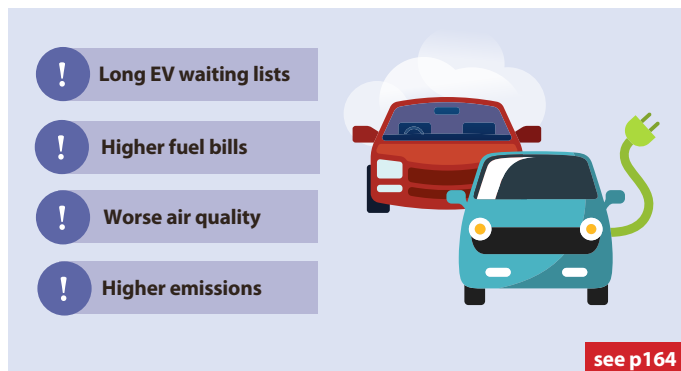 ! Long EV waiting lists
! Higher fuel bills
! Worse air quality
! Higher emissions
see p164